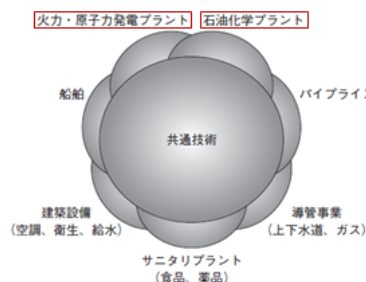 火力・原子力発電プラント 石油化学プラント
船舶 パイプライン
共通技術
建築設備 導管事業
(空調、衛生、給水) (上下水道、ガス)
サニタリプラント
(食品、薬品)